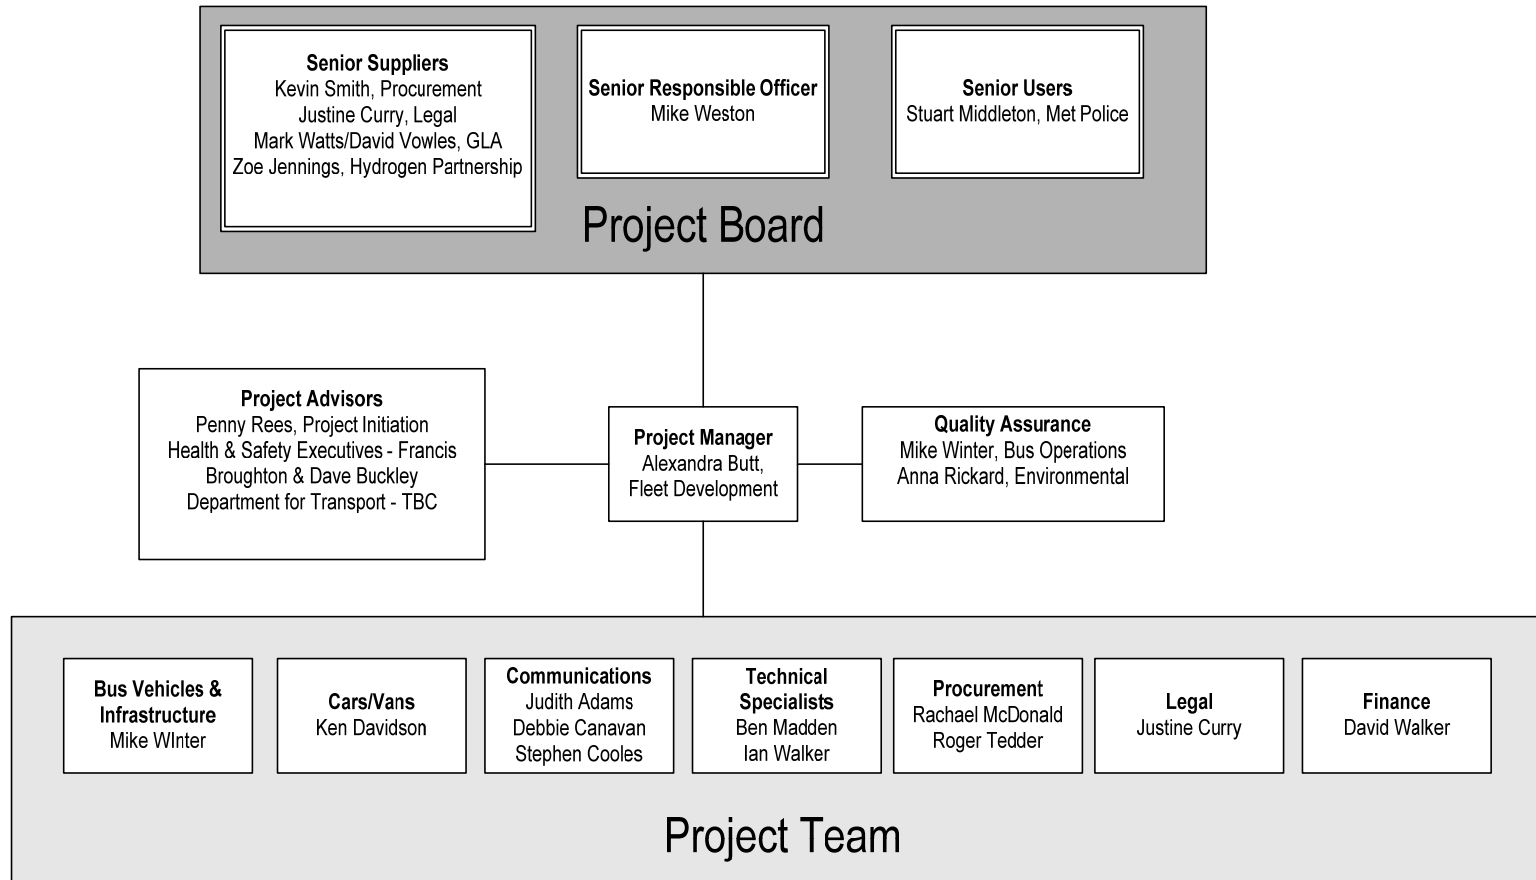 Senior Suppliers
Kevin Smith, Procurement
Justine Curry, Legal
Mark Watts/David Vowles, GLA
Zoe Jennings, Hydrogen Partnership
Senior Responsible Officer
Mike Weston
Senior Users
Stuart Middleton, Met Police
Project Board
Project Advisors
Penny Rees, Project Initiation
Health & Safety Executives - Francis
Broughton & Dave Buckley
Department for Transport - TBC
Project Manager
Alexandra Butt,
Fleet Development
Quality Assurance
Mike Winter, Bus Operations
Anna Rickard, Environmental
Bus Vehicles &
Infrastructure
Mike WInter
Cars/Vans
Ken Davidson
Communications
Judith Adams
Debbie Canavan
Stephen Cooles
Technical
Specialists
Ben Madden
Ian Walker
Procurement
Rachael McDonald
Roger Tedder
Legal
Justine Curry
Finance
David Walker
Project Team